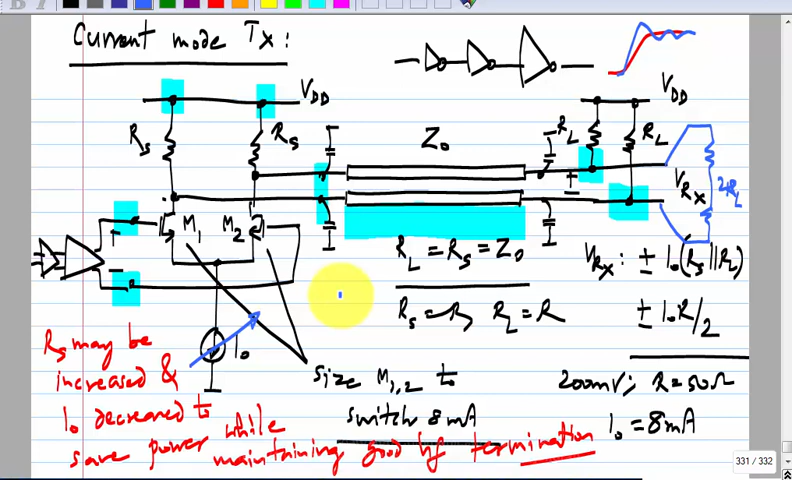 Current mode Tx:
VDD
VDD
Rs
Rs
Z0
RL
RL
VRx
2RL
M1
M2
+
−
+
−
RL = Rs = Z0
VRx : ± I0(Rs||RL)
RL = R
± I0R/2
I0
Rs may be
increased &
I0 decreased to
save power while
maintaining good hf termination
size M1,2 to
switch 8mA
200mV; R=50Ω
I0 = 8mA
331 / 332